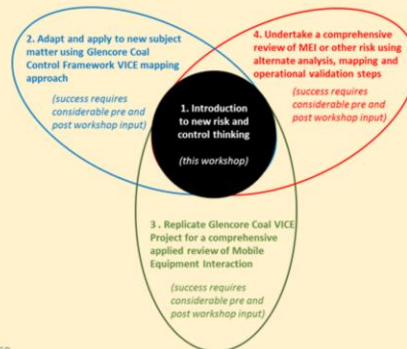 2. Adapt and apply to new subject
matter using Glencore Coal
Control Framework VICE mapping
approach
(success requires
considerable pre and
post workshop input)
4. Undertake a comprehensive
review of MEI or other risk using
alternate analysis, mapping and
operational validation steps
(success requires
considerable pre and
post workshop input)
1. Introduction
to new risk and
control thinking
(this workshop)
3 . Replicate Glencore Coal VICE
Project for a comprehensive
applied review of Mobile
Equipment Interaction
(success requires
considerable pre and
post workshop input)